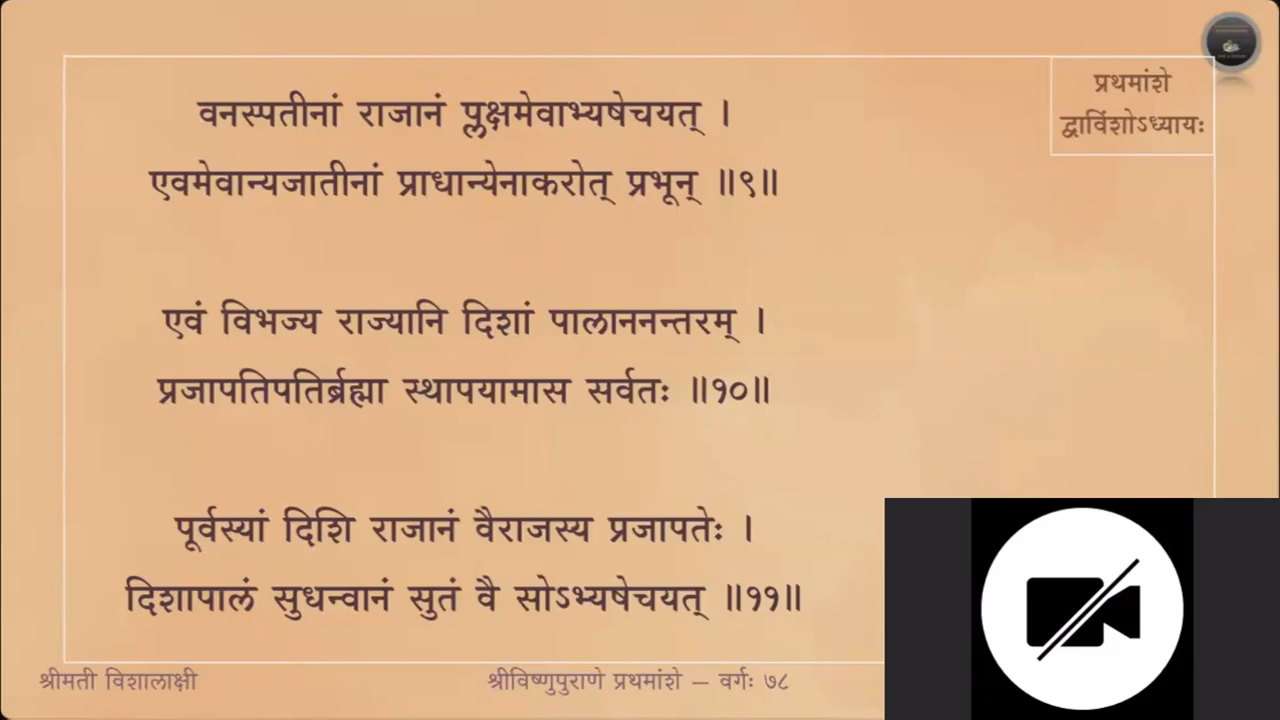 प्रथमांशे
द्वाविंशोऽध्यायः
वनस्पतीनां राजानं प्लक्षमेवाभ्यषेचयत् ।
एवमेवान्यजातीनां प्राधान्येनाकरोत् प्रभून् ॥९॥
एवं विभज्य राज्यानि दिशां पालाननन्तरम् ।
प्रजापतिपतिर्ब्रह्मा स्थापयामास सर्वतः ॥१०॥
पूर्वस्यां दिशि राजानं वैराजस्य प्रजापतेः ।
दिशापालं सुधन्वानं सुतं वै सोऽभ्यषेचयत् ॥११॥
श्रीमती विशालाक्षी
श्रीविष्णुपुराणे प्रथमांशे – वर्गः ७८